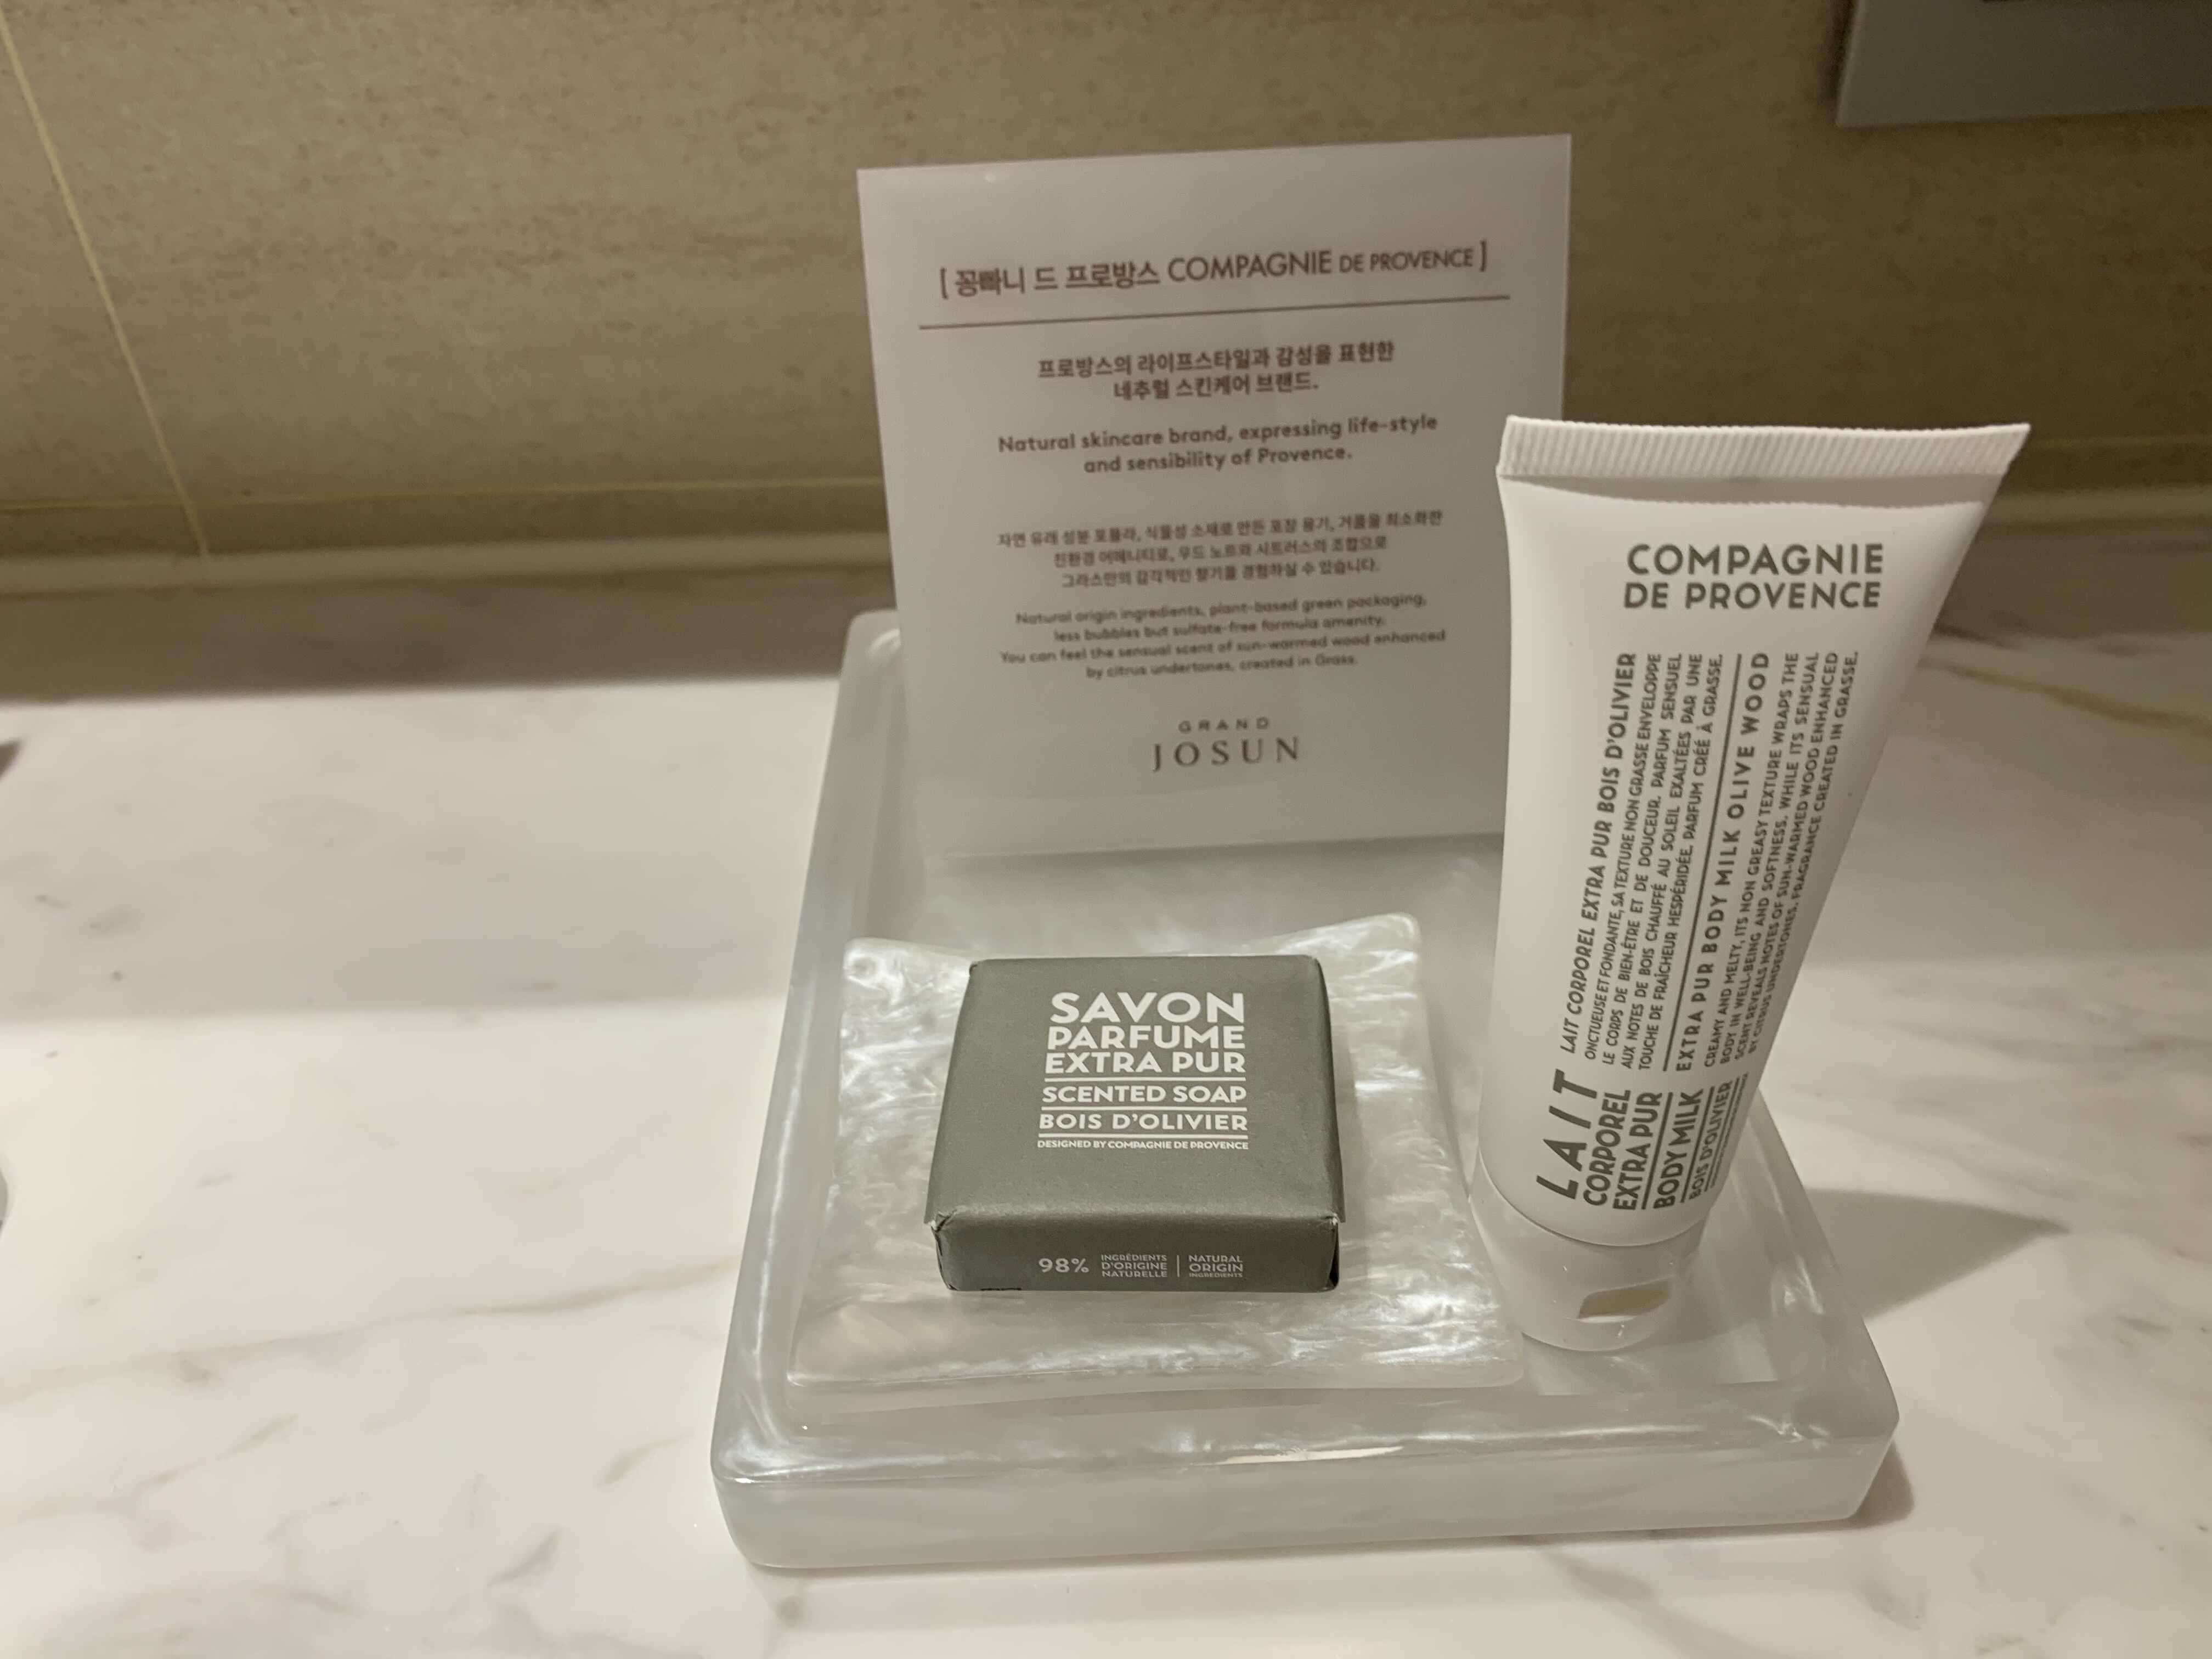 [ 꽁빠니 드 프로방스 COMPAGNIE DE PROVENCE ]
프로방스의 라이프스타일과 감성을 표현한
네추럴 스킨케어 브랜드.
Natural skincare brand, expressing life-style
and sensibility of Provence.
자연 유래 성분 포뮬라, 식물성 소재로 만든 포장 용기, 거품을 최소화한
친환경 어메니티로, 우드 노트와 시트러스의 조합으로
그라스만의 감각적인 향기를 경험하실 수 있습니다.
Natural origin ingredients, plant-based green packaging,
less bubbles but sulfate-free formula amenity.
You can feel the sensual scent of sun-warmed wood enhanced
by citrus undertones, created in Grass.
GRAND
JOSUN
SAVON
PARFUME
EXTRA PUR
SCENTED SOAP
BOIS D'OLIVIER
DESIGNED BY COMPAGNIE DE PROVENCE
98% INGRÉDIENTS
D'ORIGINE
NATURELLE
NATURAL
ORIGIN
INGREDIENTS
COMPAGNIE
DE PROVENCE
LAIT
CORPOREL
EXTRA PUR
BODY MILK
BOIS D'OLIVIER
LAIT CORPOREL EXTRA PUR BOIS D'OLIVIER
ONCTUEUSE ET FONDANTE, SA TEXTURE NON GRASSE ENVELOPPE
LE CORPS DE BIEN-ÊTRE ET DE DOUCEUR. PARFUM SENSUEL
AUX NOTES DE BOIS CHAUFFÉ AU SOLEIL EXALTÉES PAR UNE
TOUCHE DE FRAÎCHEUR HESPÉRIDÉE. PARFUM CRÉÉ À GRASSE.
EXTRA PUR BODY MILK OLIVE WOOD
CREAMY AND MELTY, ITS NON GREASY TEXTURE WRAPS THE
BODY IN WELL-BEING AND SOFTNESS. WHILE ITS SENSUAL
SCENT REVEALS NOTES OF SUN-WARMED WOOD ENHANCED
BY CITRUS UNDERTONES. FRAGRANCE CREATED IN GRASSE.